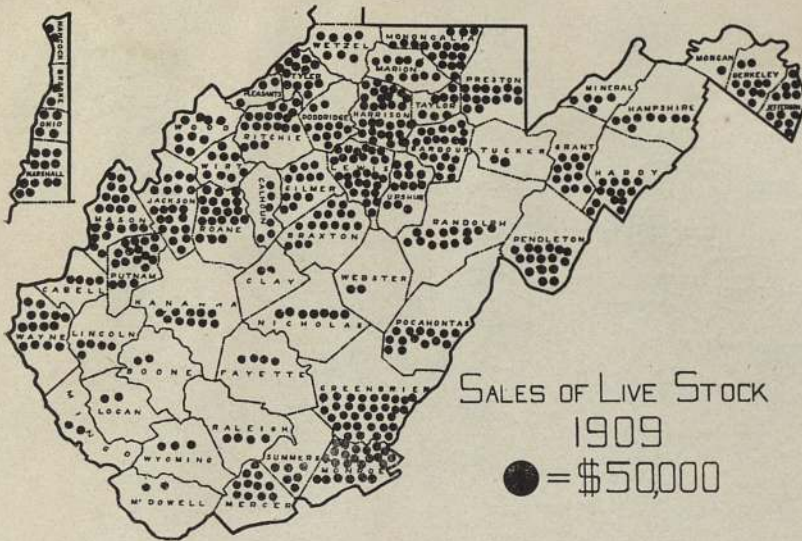 HANCOCK
BROOKE
OHIO
MARSHALL
WETZEL
MONONGALIA
MARION
PRESTON
TYLER
PLEASANTS
TAYLOR
DODDRIDGE
HARRISON
RITCHIE
WOOD
WIRT
BARBOUR
TUCKER
MORGAN
BERKELEY
JEFFERSON
MINERAL
HAMPSHIRE
GRANT
HARDY
LEWIS
UPSHUR
GILMER
CALHOUN
JACKSON
ROANE
MASON
BRAXTON
RANDOLPH
PENDLETON
PUTNAM
CABELL
KANAWHA
CLAY
WEBSTER
NICHOLAS
POCAHONTAS
WAYNE
LINCOLN
BOONE
FAYETTE
GREENBRIER
LOGAN
MINGO
RALEIGH
WYOMING
SUMMERS
MONROE
McDOWELL
MERCER
SALES OF LIVE STOCK
1909
= $50,000